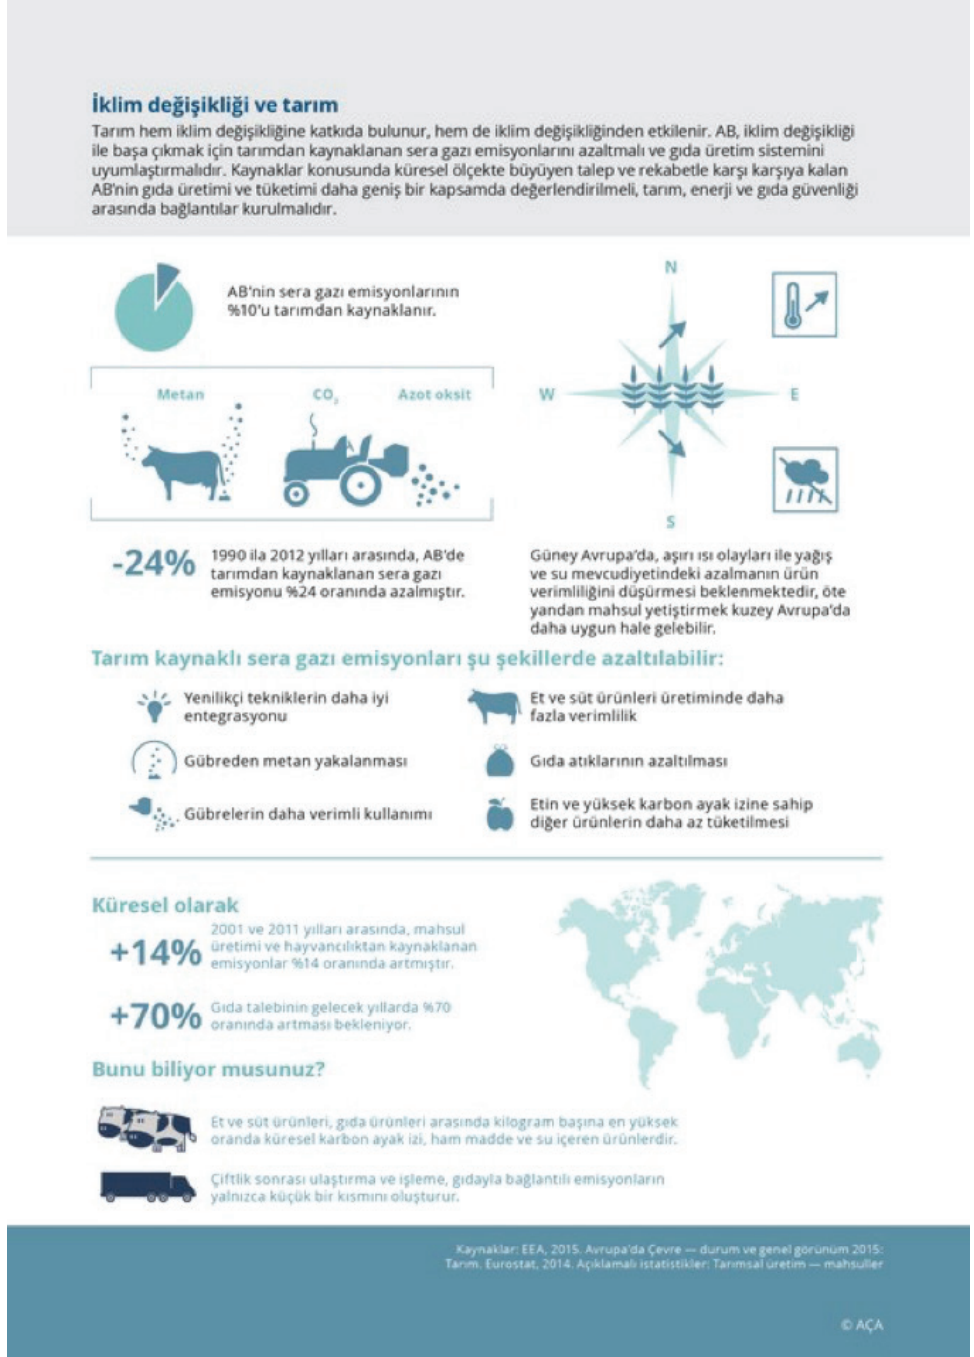 İklim değişikliği ve tarım
Tarım hem iklim değişikliğine katkıda bulunur, hem de iklim değişikliğinden etkilenir. AB, iklim değişikliği
ile başa çıkmak için tarımdan kaynaklanan sera gazı emisyonlarını azaltmalı ve gıda üretim sistemini
uyumlaştırmalıdır. Kaynaklar konusunda küresel ölçekte büyüyen talep ve rekabetle karşı karşıya kalan
AB'nin gıda üretimi ve tüketimi daha geniş bir kapsamda değerlendirilmeli, tarım, enerji ve gıda güvenliği
arasında bağlantılar kurulmalıdır.
AB'nin sera gazı emisyonlarının
%10'u tarımdan kaynaklanır.
Metan
CO₂
Azot oksit
-24%
1990 ila 2012 yılları arasında, AB'de
tarımdan kaynaklanan sera gazı
emisyonu %24 oranında azalmıştır.
N
W
E
S
Güney Avrupa'da, aşırı ısı olayları ile yağış
ve su mevcudiyetindeki azalmanın ürün
verimliliğini düşürmesi beklenmektedir, öte
yandan mahsul yetiştirmek kuzey Avrupa'da
daha uygun hale gelebilir.
Tarım kaynaklı sera gazı emisyonları şu şekillerde azaltılabilir:
Yenilikçi tekniklerin daha iyi
entegrasyonu
Gübreden metan yakalanması
Gübrelerin daha verimli kullanımı
Et ve süt ürünleri üretiminde daha
fazla verimlilik
Gıda atıklarının azaltılması
Etin ve yüksek karbon ayak izine sahip
diğer ürünlerin daha az tüketilmesi
Küresel olarak
+14%
2001 ve 2011 yılları arasında, mahsul
üretimi ve hayvancılıktan kaynaklanan
emisyonlar %14 oranında artmıştır.
+70%
Gıda talebinin gelecek yıllarda %70
oranında artması bekleniyor.
Bunu biliyor musunuz?
Et ve süt ürünleri, gıda ürünleri arasında kilogram başına en yüksek
oranda küresel karbon ayak izi, ham madde ve su içeren ürünlerdir.
Çiftlik sonrası ulaştırma ve işleme, gıdayla bağlantılı emisyonların
yalnızca küçük bir kısmını oluşturur.
Kaynaklar: EEA, 2015. Avrupa'da Çevre — durum ve genel görünüm 2015:
Tarım. Eurostat, 2014. Açıklamalı istatistikler: Tarımsal üretim — mahsuller
© AÇA